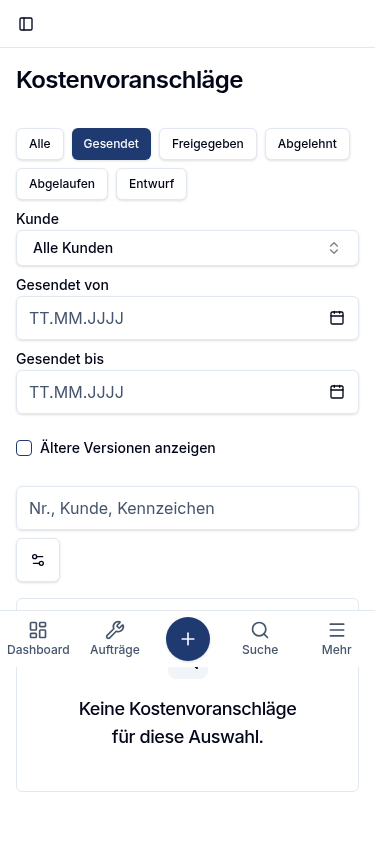 Kostenvoranschläge
Alle
Gesendet
Freigegeben
Abgelehnt
Abgelaufen
Entwurf
Kunde
Alle Kunden
Gesendet von
TT.MM.JJJJ
Gesendet bis
TT.MM.JJJJ
Ältere Versionen anzeigen
Nr., Kunde, Kennzeichen
Dashboard
Aufträge
Suche
Mehr
Keine Kostenvoranschläge
für diese Auswahl.